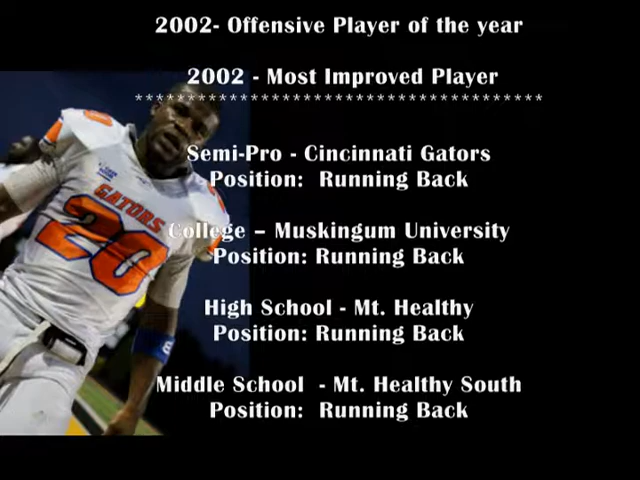 2002- Offensive Player of the year
2002 - Most Improved Player
***************************************
Semi-Pro - Cincinnati Gators
Position: Running Back
College – Muskingum University
Position: Running Back
High School - Mt. Healthy
Position: Running Back
Middle School - Mt. Healthy South
Position: Running Back
20
GATORS
20